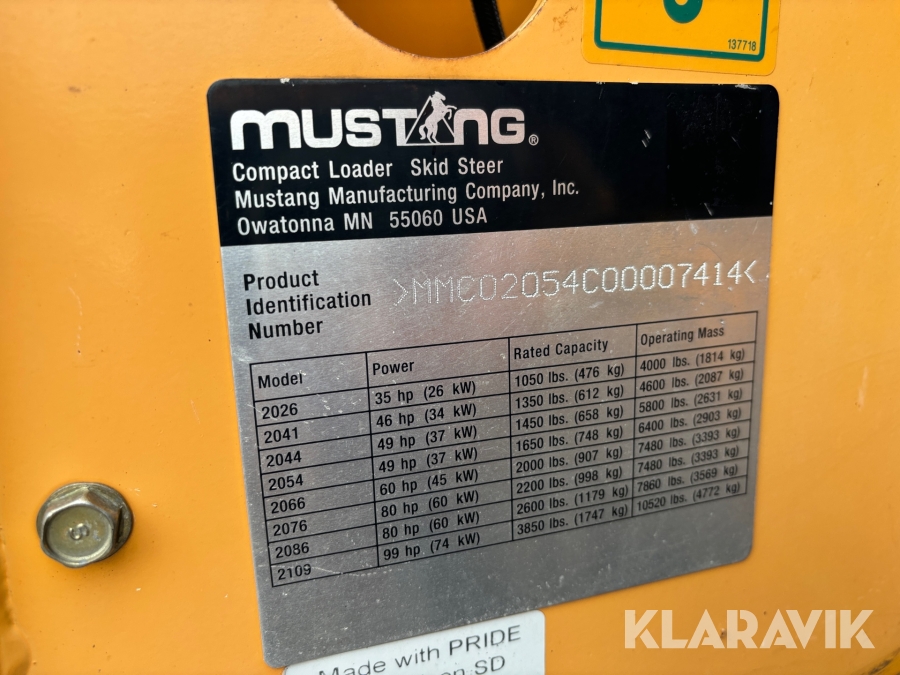 137718
MUSTANG®
Compact Loader Skid Steer
Mustang Manufacturing Company, Inc.
Owatonna MN 55060 USA
Product
Identification
Number
>MMC02054C00007414<
Model Power Rated Capacity Operating Mass
2026 35 hp (26 kW) 1050 lbs. (476 kg) 4000 lbs. (1814 kg)
2041 46 hp (34 kW) 1350 lbs. (612 kg) 4600 lbs. (2087 kg)
2044 49 hp (37 kW) 1450 lbs. (658 kg) 5800 lbs. (2631 kg)
2054 49 hp (37 kW) 1650 lbs. (748 kg) 6400 lbs. (2903 kg)
2066 60 hp (45 kW) 2000 lbs. (907 kg) 7480 lbs. (3393 kg)
2076 80 hp (60 kW) 2200 lbs. (998 kg) 7480 lbs. (3393 kg)
2086 80 hp (60 kW) 2600 lbs. (1179 kg) 7860 lbs. (3569 kg)
2109 99 hp (74 kW) 3850 lbs. (1747 kg) 10520 lbs. (4772 kg)
Made with PRIDE
SD
KLARAVIK